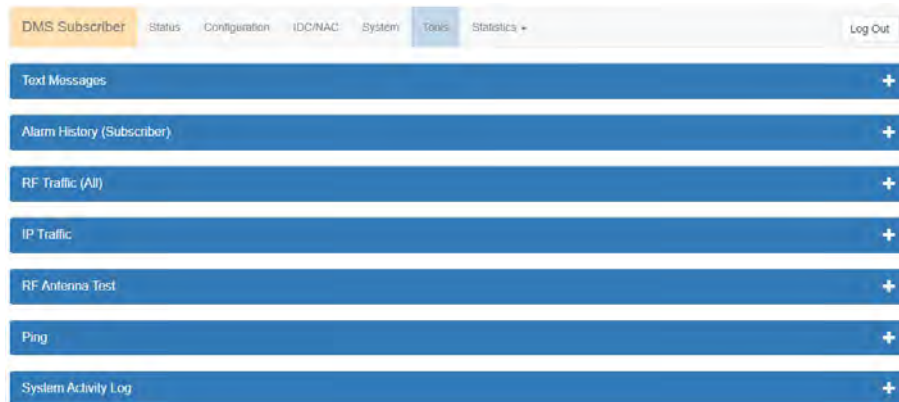 DMS Subscriber Status Configuration IDC/NAC System Tools Statistics Log Out
Text Messages
Alarm History (Subscriber)
RF Traffic (All)
IP Traffic
RF Antenna Test
Ping
System Activity Log